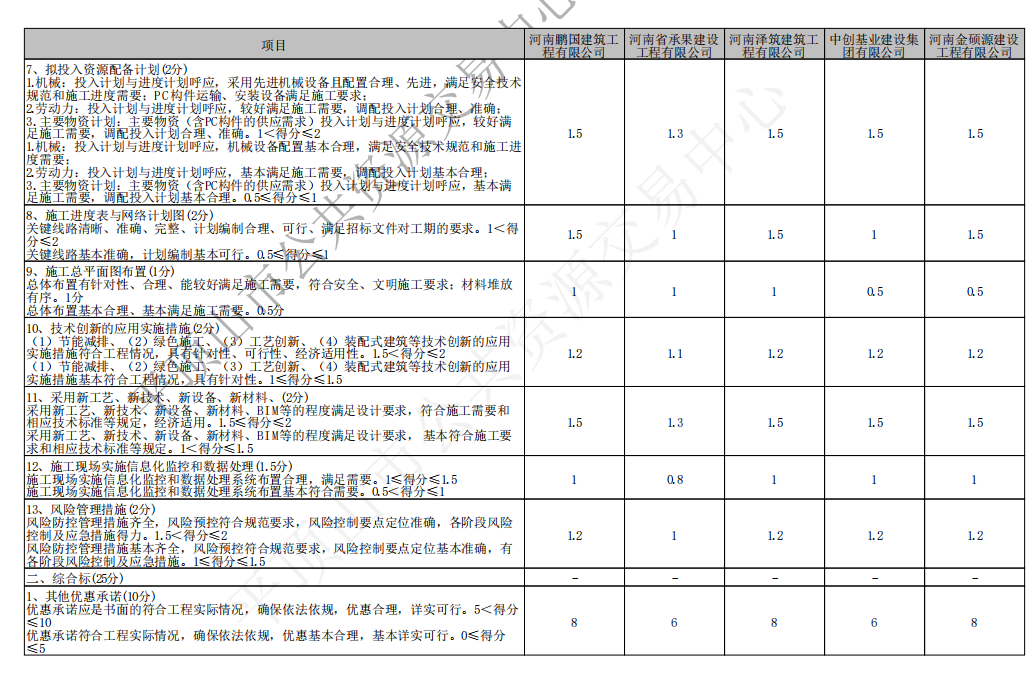 项目
河南鹏国建筑工程有限公司
河南省承果建设工程有限公司
河南泽筑建筑工程有限公司
中创基业建设集团有限公司
河南金硕源建设工程有限公司
7、拟投入资源配备计划(2分)
1.机械：投入计划与进度计划呼应，采用先进机械设备且配置合理、先进，满足安全技术
规范和施工进度需要；PC构件运输、安装设备满足施工要求；
2.劳动力：投入计划与进度计划呼应，较好满足施工需要，调配投入计划合理、准确；
3.主要物资计划：主要物资（含PC构件的供应需求）投入计划与进度计划呼应，较好满
足施工需要，调配投入计划合理、准确。1＜得分≤2
1.机械：投入计划与进度计划呼应，机械设备配置基本合理，满足安全技术规范和施工进
度需要；
2.劳动力：投入计划与进度计划呼应，基本满足施工需要，调配投入计划基本合理；
3.主要物资计划：主要物资（含PC构件的供应需求）投入计划与进度计划呼应，基本满
足施工需要，调配投入计划基本合理。0.5≤得分≤1
1.5 1.3 1.5 1.5 1.5
8、施工进度表与网络计划图(2分)
关键线路清晰、准确、完整、计划编制合理、可行、满足招标文件对工期的要求。1＜得
分≤2
关键线路基本准确，计划编制基本可行。0.5≤得分≤1
1.5 1 1.5 1 1.5
9、施工总平面图布置(1分)
总体布置有针对性、合理、能较好满足施工需要，符合安全、文明施工要求；材料堆放
有序。1分
总体布置基本合理、基本满足施工需要。0.5分
1 1 1 0.5 0.5
10、技术创新的应用实施措施(2分)
（1）节能减排、（2）绿色施工、（3）工艺创新、（4）装配式建筑等技术创新的应用
实施措施符合工程情况，具有针对性、可行性、经济适用性。1.5＜得分≤2
（1）节能减排、（2）绿色施工、（3）工艺创新、（4）装配式建筑等技术创新的应用
实施措施基本符合工程情况，具有针对性。1≤得分≤1.5
1.2 1.1 1.2 1.2 1.2
11、采用新工艺、新技术、新设备、新材料、(2分)
采用新工艺、新技术、新设备、新材料、BIM等的程度满足设计要求，符合施工需要和
相应技术标准等规定，经济适用。1.5≤得分≤2
采用新工艺、新技术、新设备、新材料、BIM等的程度满足设计要求， 基本符合施工要
求和相应技术标准等规定。1＜得分≤1.5
1.5 1.3 1.5 1.5 1.5
12、施工现场实施信息化监控和数据处理(1.5分)
施工现场实施信息化监控和数据处理系统布置合理，满足需要。1≤得分≤1.5
施工现场实施信息化监控和数据处理系统布置基本符合需要。0.5＜得分≤1
1 0.8 1 1 1
13、风险管理措施(2分)
风险防控管理措施齐全，风险预控符合规范要求，风险控制要点定位准确，各阶段风险
控制及应急措施得力。1.5＜得分≤2
风险防控管理措施基本齐全，风险预控符合规范要求，风险控制要点定位基本准确，有
各阶段风险控制及应急措施。1≤得分≤1.5
1.2 1 1.2 1.2 1.2
二、综合标(25分)
－ － － － －
1、其他优惠承诺(10分)
优惠承诺应是书面的符合工程实际情况，确保依法依规，优惠合理，详实可行。5＜得分
≤10
优惠承诺符合工程实际情况，确保依法依规，优惠基本合理，基本详实可行。0≤得分
≤5
8 6 8 6 8
平顶山市公共资源交易中心
平顶山市公共资源交易中心